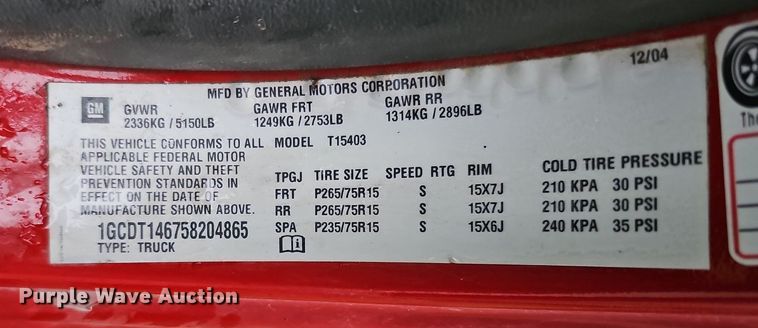 12/04
MFD BY GENERAL MOTORS CORPORATION
GM GVWR GAWR FRT GAWR RR
2336KG / 5150LB 1249KG / 2753LB 1314KG / 2896LB
THIS VEHICLE CONFORMS TO ALL MODEL T15403
APPLICABLE FEDERAL MOTOR
VEHICLE SAFETY AND THEFT
PREVENTION STANDARDS IN
EFFECT ON THE DATE OF
MANUFACTURE SHOWN ABOVE.
1GCDT146758204865
TYPE: TRUCK
TPGJ TIRE SIZE SPEED RTG RIM COLD TIRE PRESSURE
FRT P265/75R15 S 15X7J 210 KPA 30 PSI
RR P265/75R15 S 15X7J 210 KPA 30 PSI
SPA P235/75R15 S 15X6J 240 KPA 35 PSI
The
Purple Wave Auction